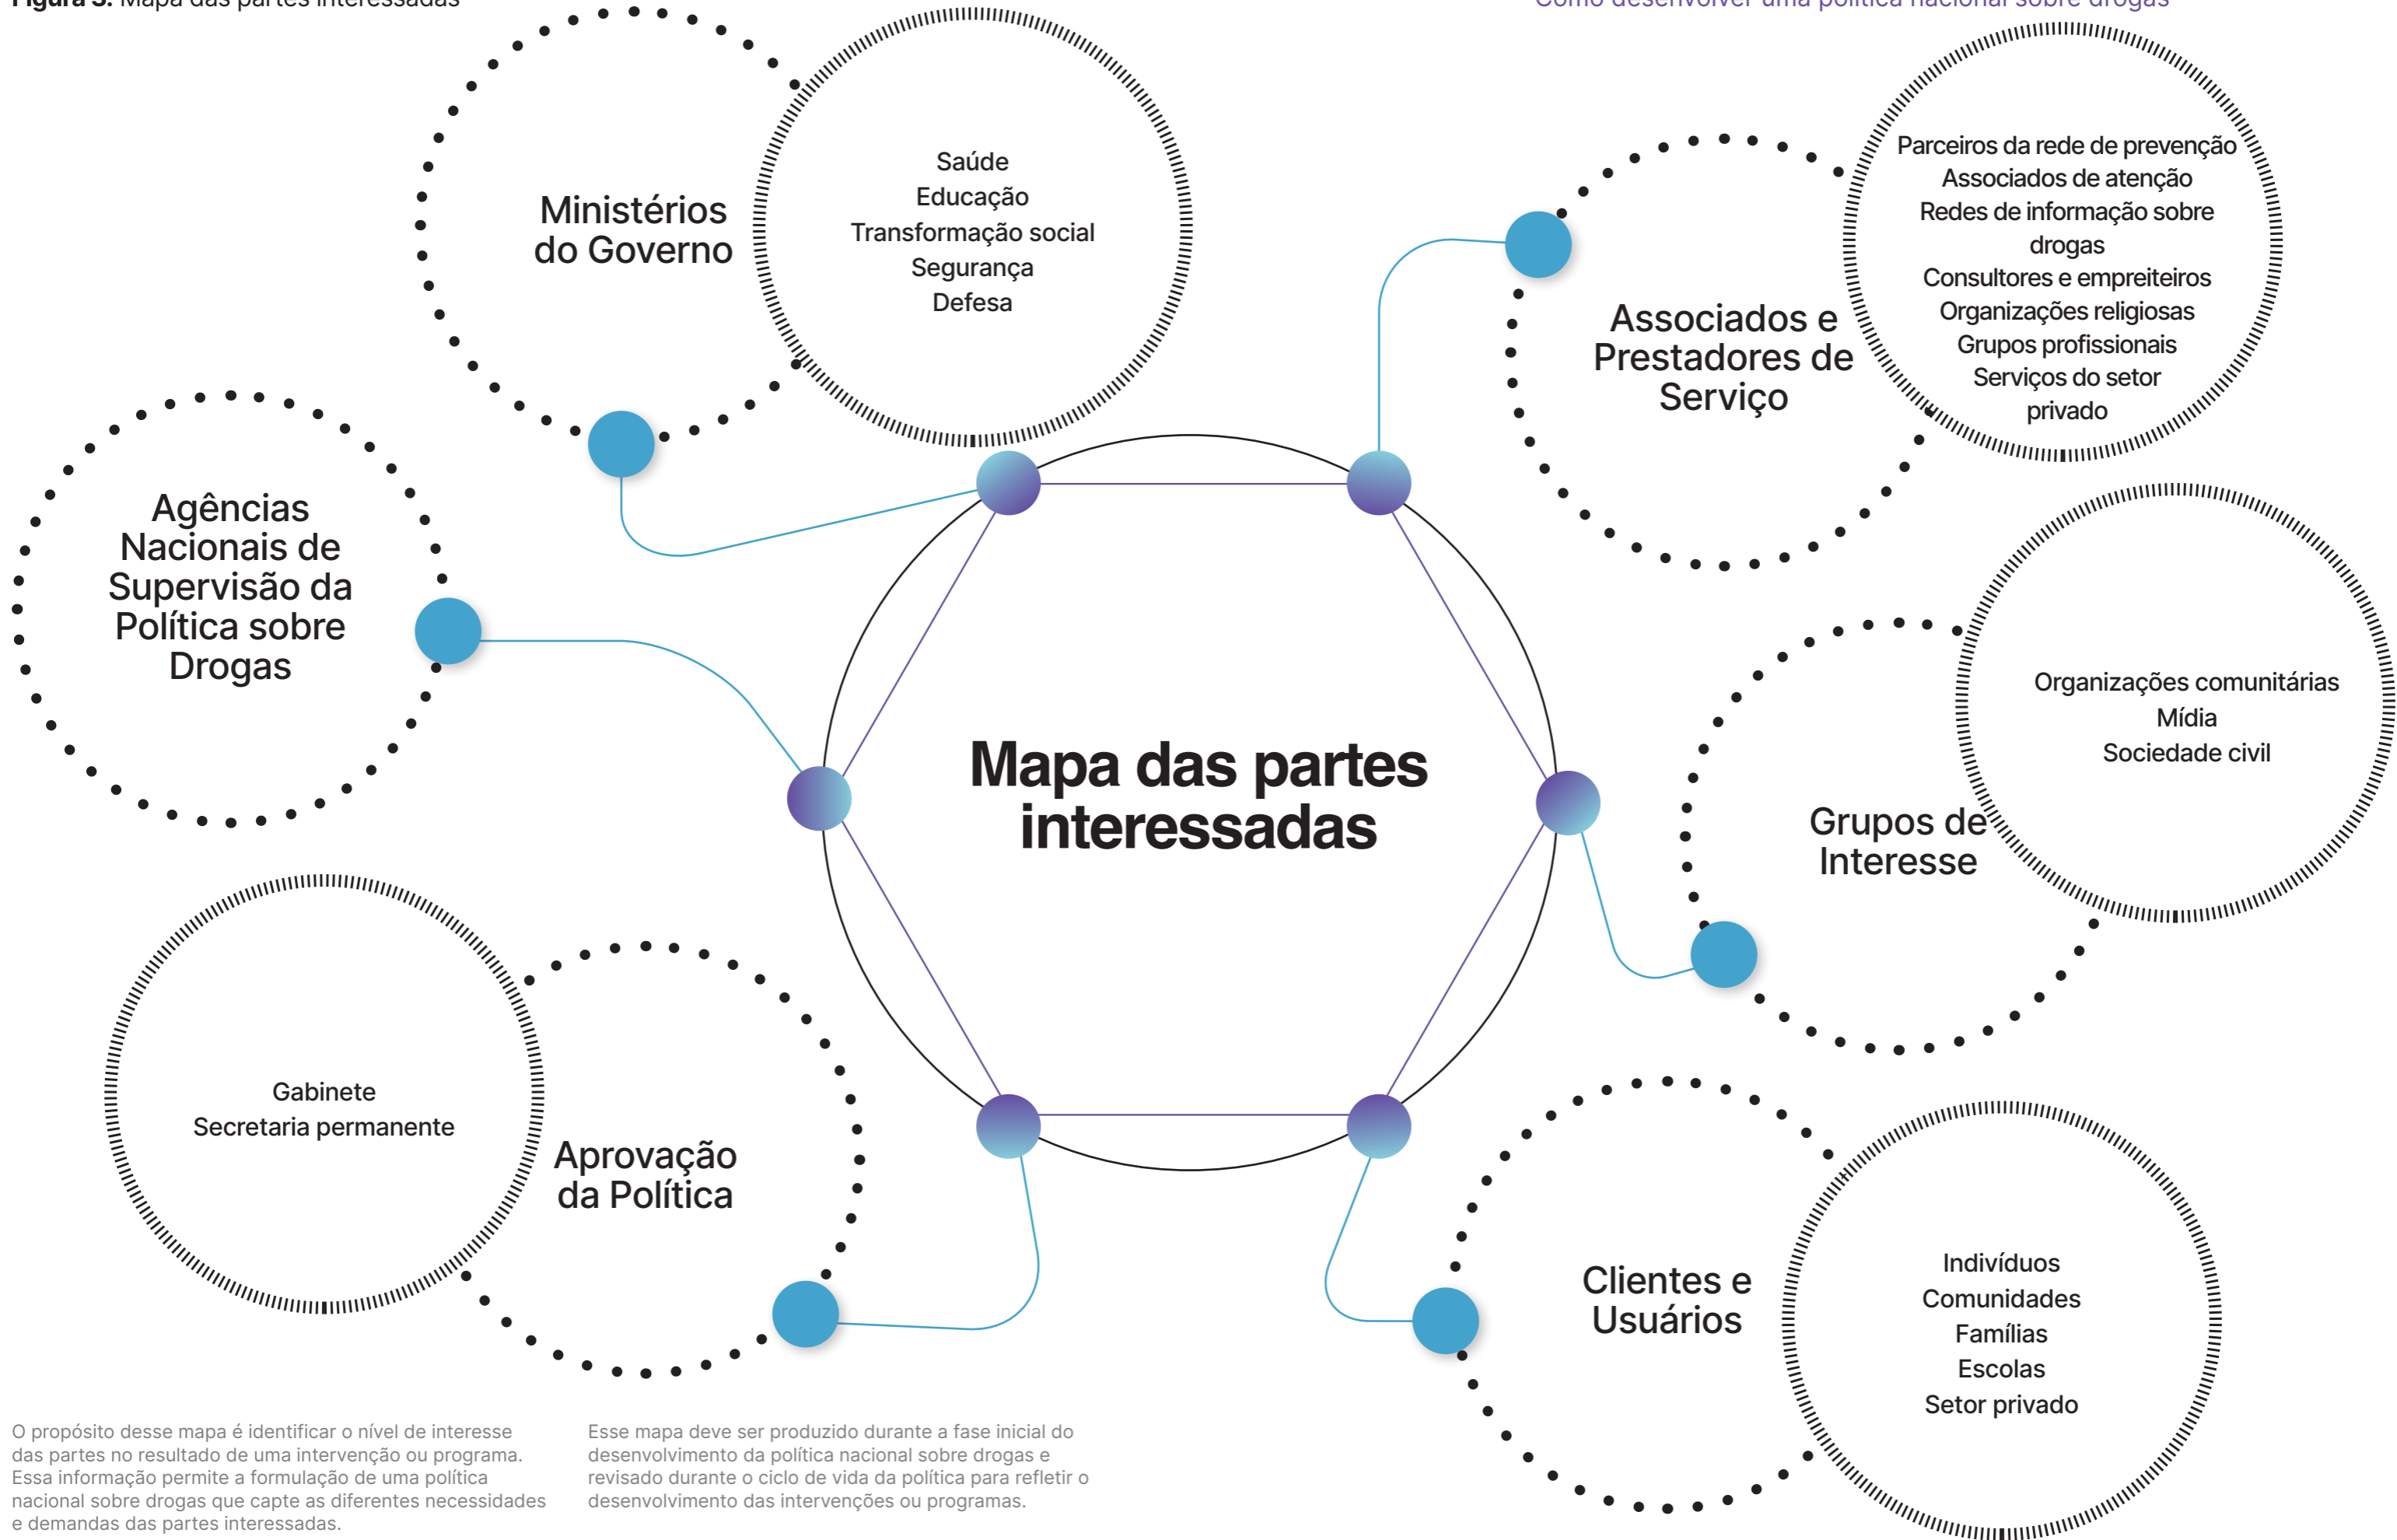 Figura 3. Mapa das partes interessadas
Como desenvolver uma política nacional sobre drogas
Ministérios
do Governo
Saúde
Educação
Transformação social
Segurança
Defesa
Associados e
Prestadores de
Serviço
Parceiros da rede de prevenção
Associados de atenção
Redes de informação sobre
drogas
Consultores e empreiteiros
Organizações religiosas
Grupos profissionais
Serviços do setor
privado
Agências
Nacionais de
Supervisão da
Política sobre
Drogas
Mapa das partes
interessadas
Grupos de
Interesse
Organizações comunitárias
Mídia
Sociedade civil
Gabinete
Secretaria permanente
Aprovação
da Política
Clientes e
Usuários
Indivíduos
Comunidades
Famílias
Escolas
Setor privado
O propósito desse mapa é identificar o nível de interesse
das partes no resultado de uma intervenção ou programa.
Essa informação permite a formulação de uma política
nacional sobre drogas que capte as diferentes necessidades
e demandas das partes interessadas.
Esse mapa deve ser produzido durante a fase inicial do
desenvolvimento da política nacional sobre drogas e
revisado durante o ciclo de vida da política para refletir o
desenvolvimento das intervenções ou programas.